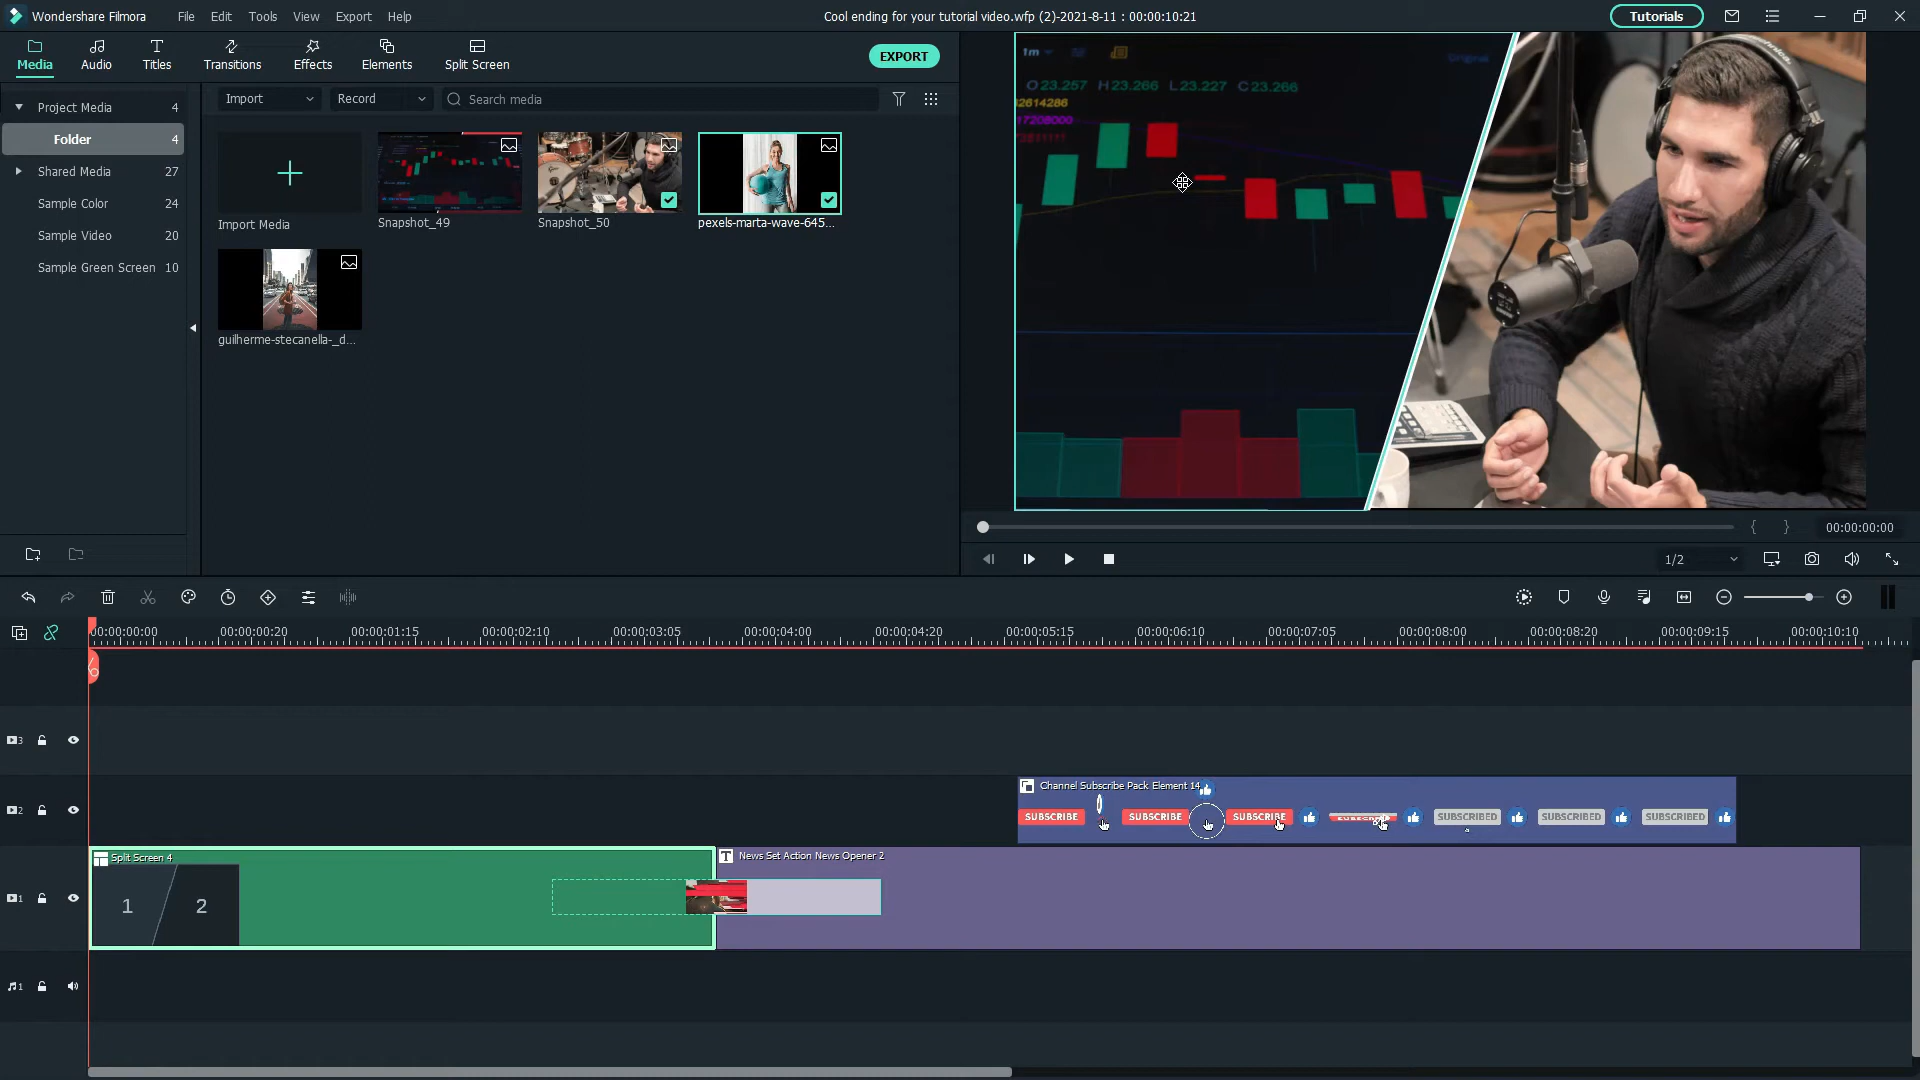 Wondershare Filmora File Edit Tools View Export Help
Cool ending for your tutorial video.wfp (2)-2021-8-11 : 00:00:10:21
Tutorials
Media Audio Titles Transitions Effects Elements Split Screen
EXPORT
Project Media 4
Folder 4
Shared Media 27
Sample Color 24
Sample Video 20
Sample Green Screen 10
Import Record Search media
Import Media
Snapshot_49
Snapshot_50
pexels-marta-wave-645...
guilherme-stecanella-_d...
1m
Original
O23.257 H23.266 L23.227 C23.266
32614286
17208000
00:00:00:00
1/2
00:00:00:00 00:00:00:20 00:00:01:15 00:00:02:10 00:00:03:05 00:00:04:00 00:00:04:20 00:00:05:15 00:00:06:10 00:00:07:05 00:00:08:00 00:00:08:20 00:00:09:15 00:00:10:10
3
2
Channel Subscribe Pack Element 14
SUBSCRIBE SUBSCRIBE SUBSCRIBE SUBSCRIBE SUBSCRIBED SUBSCRIBED SUBSCRIBED
1
Split Screen 4
1 2
News Set Action News Opener 2
1